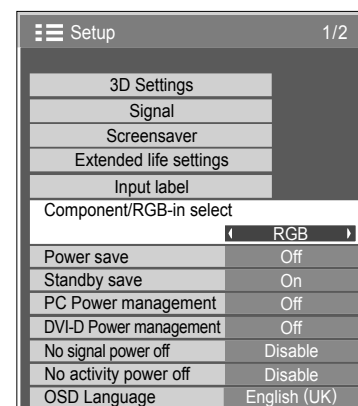 Setup 1/2
3D Settings
Signal
Screensaver
Extended life settings
Input label
Component/RGB-in select
RGB
Power save Off
Standby save On
PC Power management Off
DVI-D Power management Off
No signal power off Disable
No activity power off Disable
OSD Language English (UK)